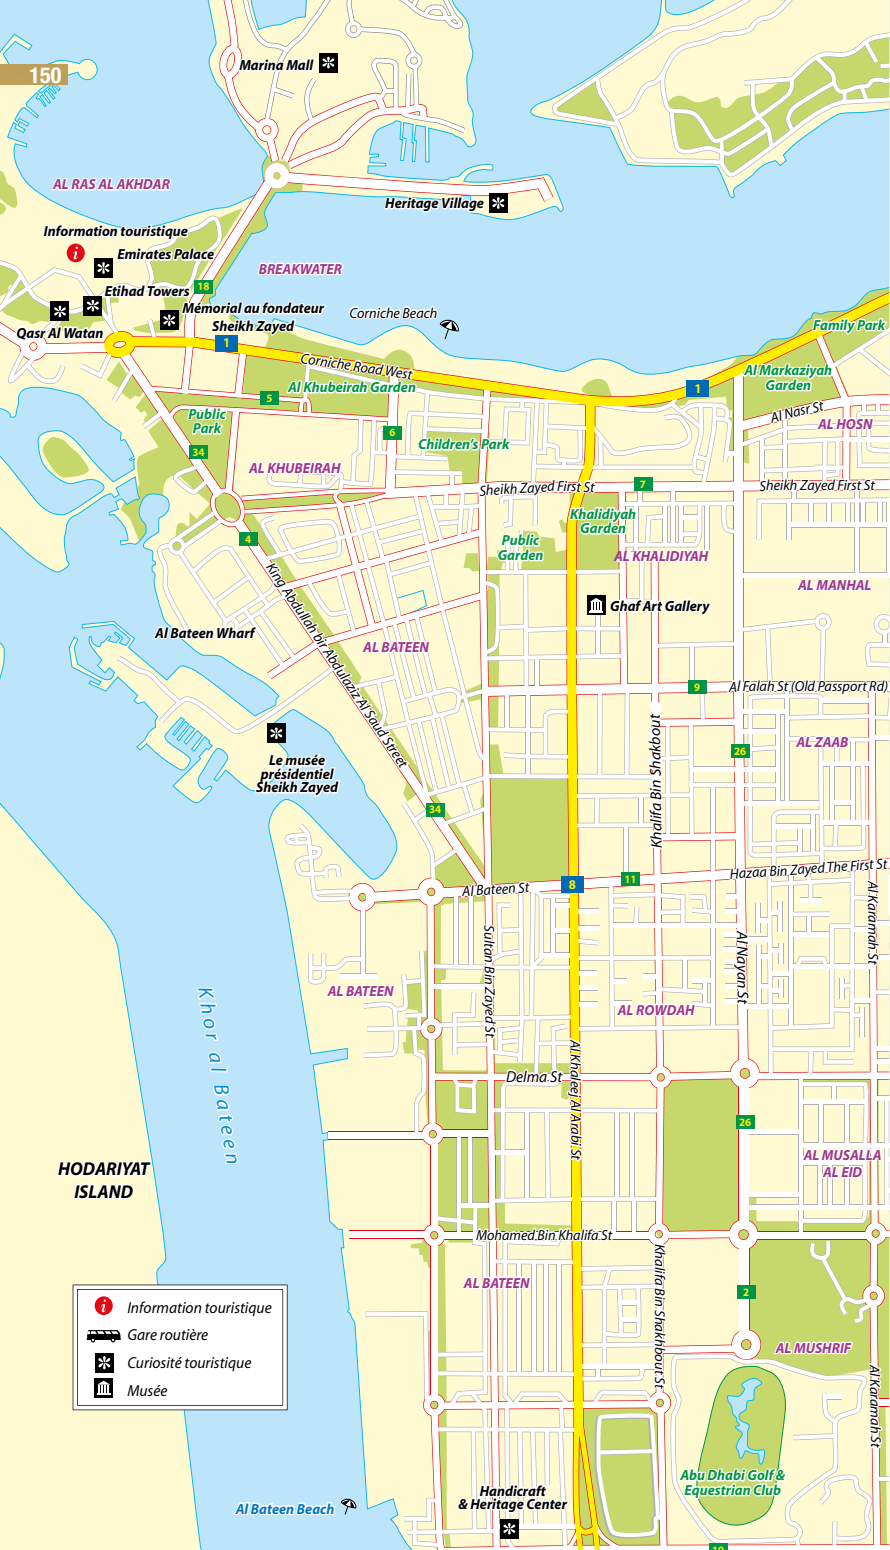 150
Marina Mall
AL RAS AL AKHDAR
Heritage Village
Information touristique
Emirates Palace
BREAKWATER
Etihad Towers
18
Mémorial au fondateur
Sheikh Zayed
Qasr Al Watan
Corniche Beach
Family Park
1
Corniche Road West
Al Markaziyah
Garden
1
Al Khubeirah Garden
5
Public
Park
Al Nasr St
AL HOSN
6
Children's Park
34
AL KHUBEIRAH
Sheikh Zayed First St
7
Sheikh Zayed First St
Khalidiyah
Garden
4
Public
Garden
AL KHALIDIYAH
AL MANHAL
Ghaf Art Gallery
Al Bateen Wharf
AL BATEEN
King Abdullah bir Abdulaziz Al Saud Street
9
Al Falah St (Old Passport Rd)
Khalifa Bin Shakbout
26
AL ZAAB
Le musée
présidentiel
Sheikh Zayed
34
Hazaa Bin Zayed The First St
11
8
Al Bateen St
Al Karamah St
Sultan Bin Zayed St
Al Nayan St
AL BATEEN
AL ROWDAH
Khor al Bateen
Al Khaleej Al Arabi St
Delma St
26
AL MUSALLA
AL EID
HODARIYAT
ISLAND
Mohamed Bin Khalifa St
Khalifa Bin Shakhbout St
AL BATEEN
2
AL MUSHRIF
Al Karamah St
Information touristique
Gare routière
Curiosité touristique
Musée
Abu Dhabi Golf &
Equestrian Club
Handicraft
& Heritage Center
Al Bateen Beach